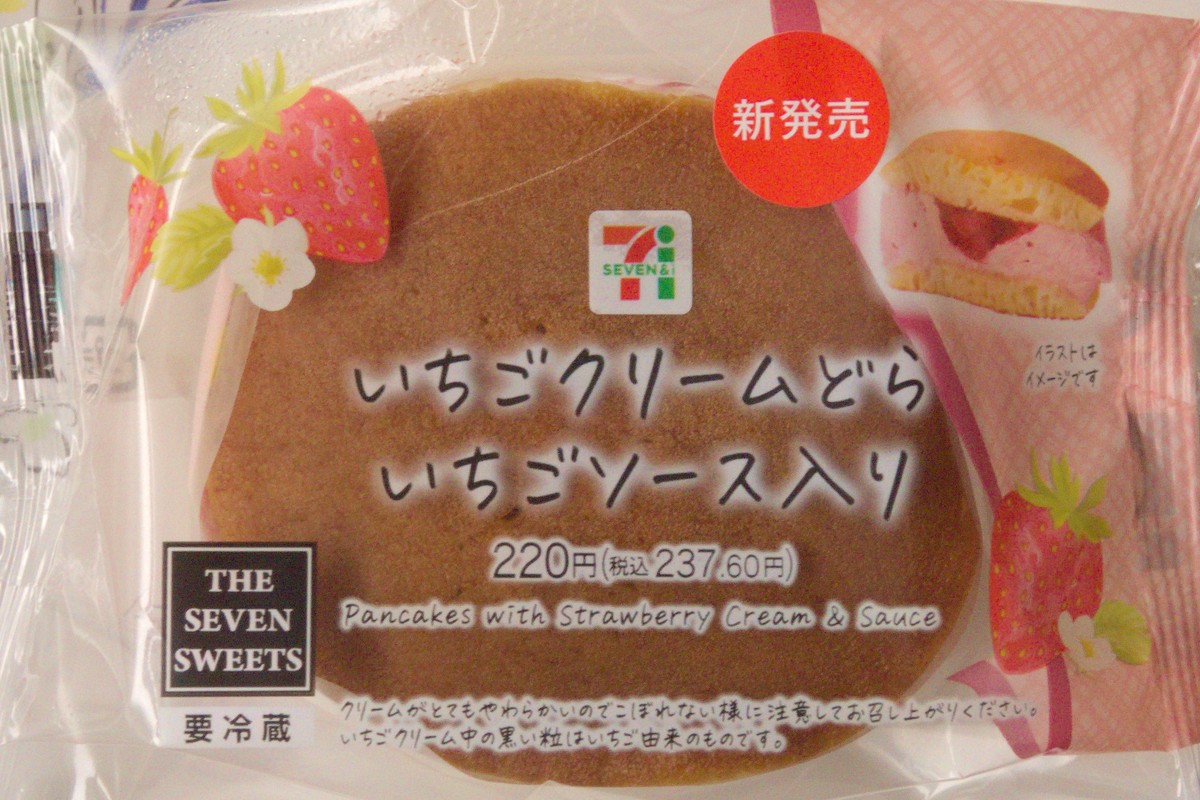 新発売
SEVEN&i
イラストは
イメージです
いちごクリームどら
いちごソース入り
220円(税込 237.60円)
Pancakes with Strawberry Cream & Sauce
THE
SEVEN
SWEETS
要冷蔵
クリームがとてもやわらかいのでこぼれない様に注意してお召し上がりください。
いちごクリーム中の黒い粒はいちご由来のものです。